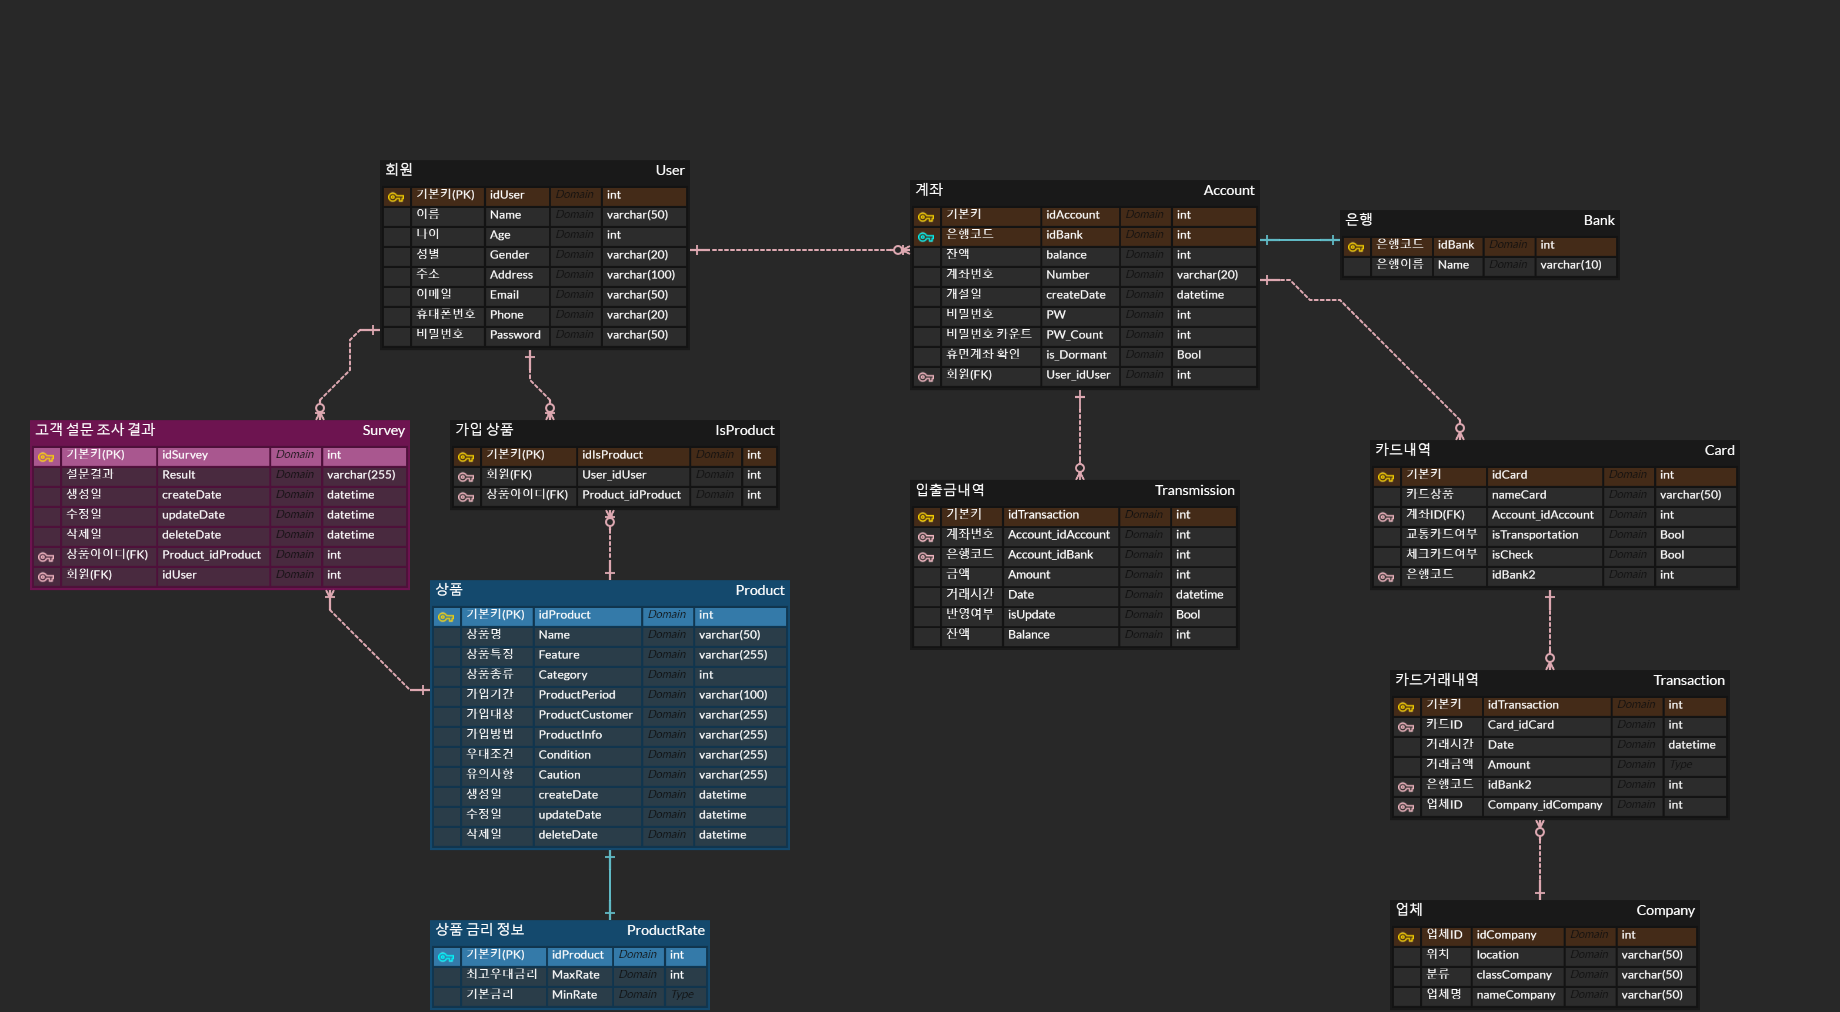 회원 User
기본키(PK) idUser Domain int
이름 Name Domain varchar(50)
나이 Age Domain int
성별 Gender Domain varchar(20)
주소 Address Domain varchar(100)
이메일 Email Domain varchar(50)
휴대폰번호 Phone Domain varchar(20)
비밀번호 Password Domain varchar(50)
계좌 Account
기본키 idAccount Domain int
은행코드 idBank Domain int
잔액 balance Domain int
계좌번호 Number Domain varchar(20)
개설일 createDate Domain datetime
비밀번호 PW Domain int
비밀번호 카운트 PW_Count Domain int
휴면계좌 확인 is_Dormant Domain Bool
회원(FK) User_idUser Domain int
은행 Bank
은행코드 idBank Domain int
은행이름 Name Domain varchar(10)
고객 설문 조사 결과 Survey
기본키(PK) idSurvey Domain int
설문결과 Result Domain varchar(255)
생성일 createDate Domain datetime
수정일 updateDate Domain datetime
삭제일 deleteDate Domain datetime
상품아이디(FK) Product_idProduct Domain int
회원(FK) idUser Domain int
가입 상품 IsProduct
기본키(PK) idIsProduct Domain int
회원(FK) User_idUser Domain int
상품아이디(FK) Product_idProduct Domain int
입출금내역 Transmission
기본키 idTransaction Domain int
계좌번호 Account_idAccount Domain int
은행코드 Account_idBank Domain int
금액 Amount Domain int
거래시간 Date Domain datetime
반영여부 isUpdate Domain Bool
잔액 Balance Domain int
카드내역 Card
기본키 idCard Domain int
카드상품 nameCard Domain varchar(50)
계좌ID(FK) Account_idAccount Domain int
교통카드여부 isTransportation Domain Bool
체크카드여부 isCheck Domain Bool
은행코드 idBank2 Domain int
상품 Product
기본키(PK) idProduct Domain int
상품명 Name Domain varchar(50)
상품특징 Feature Domain varchar(255)
상품종류 Category Domain int
가입기간 ProductPeriod Domain varchar(100)
가입대상 ProductCustomer Domain varchar(255)
가입방법 ProductInfo Domain varchar(255)
우대조건 Condition Domain varchar(255)
유의사항 Caution Domain varchar(255)
생성일 createDate Domain datetime
수정일 updateDate Domain datetime
삭제일 deleteDate Domain datetime
카드거래내역 Transaction
기본키 idTransaction Domain int
카드ID Card_idCard Domain int
거래시간 Date Domain datetime
거래금액 Amount Domain Type
은행코드 idBank2 Domain int
업체ID Company_idCompany Domain int
상품 금리 정보 ProductRate
기본키(PK) idProduct Domain int
최고우대금리 MaxRate Domain int
기본금리 MinRate Domain Type
업체 Company
업체ID idCompany Domain int
위치 location Domain varchar(50)
분류 classCompany Domain varchar(50)
업체명 nameCompany Domain varchar(50)